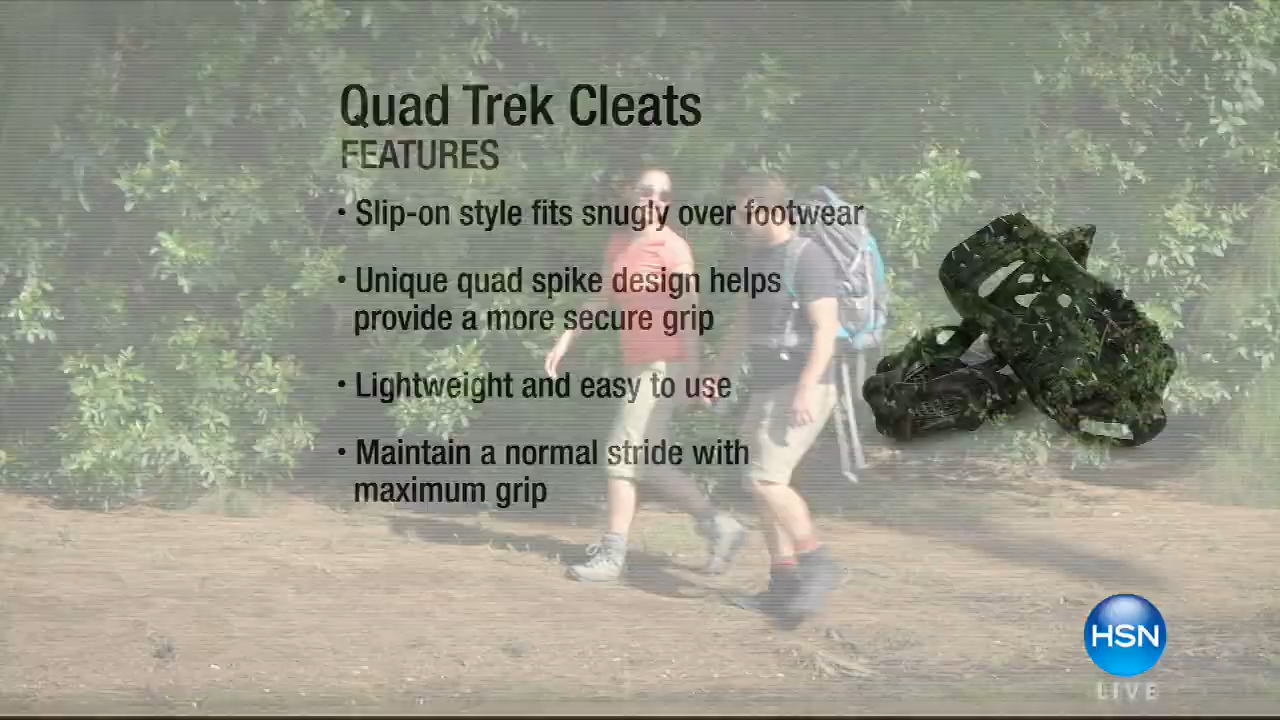 Quad Trek Cleats
FEATURES
• Slip-on style fits snugly over footwear
• Unique quad spike design helps
provide a more secure grip
• Lightweight and easy to use
• Maintain a normal stride with
maximum grip
HSN
LIVE